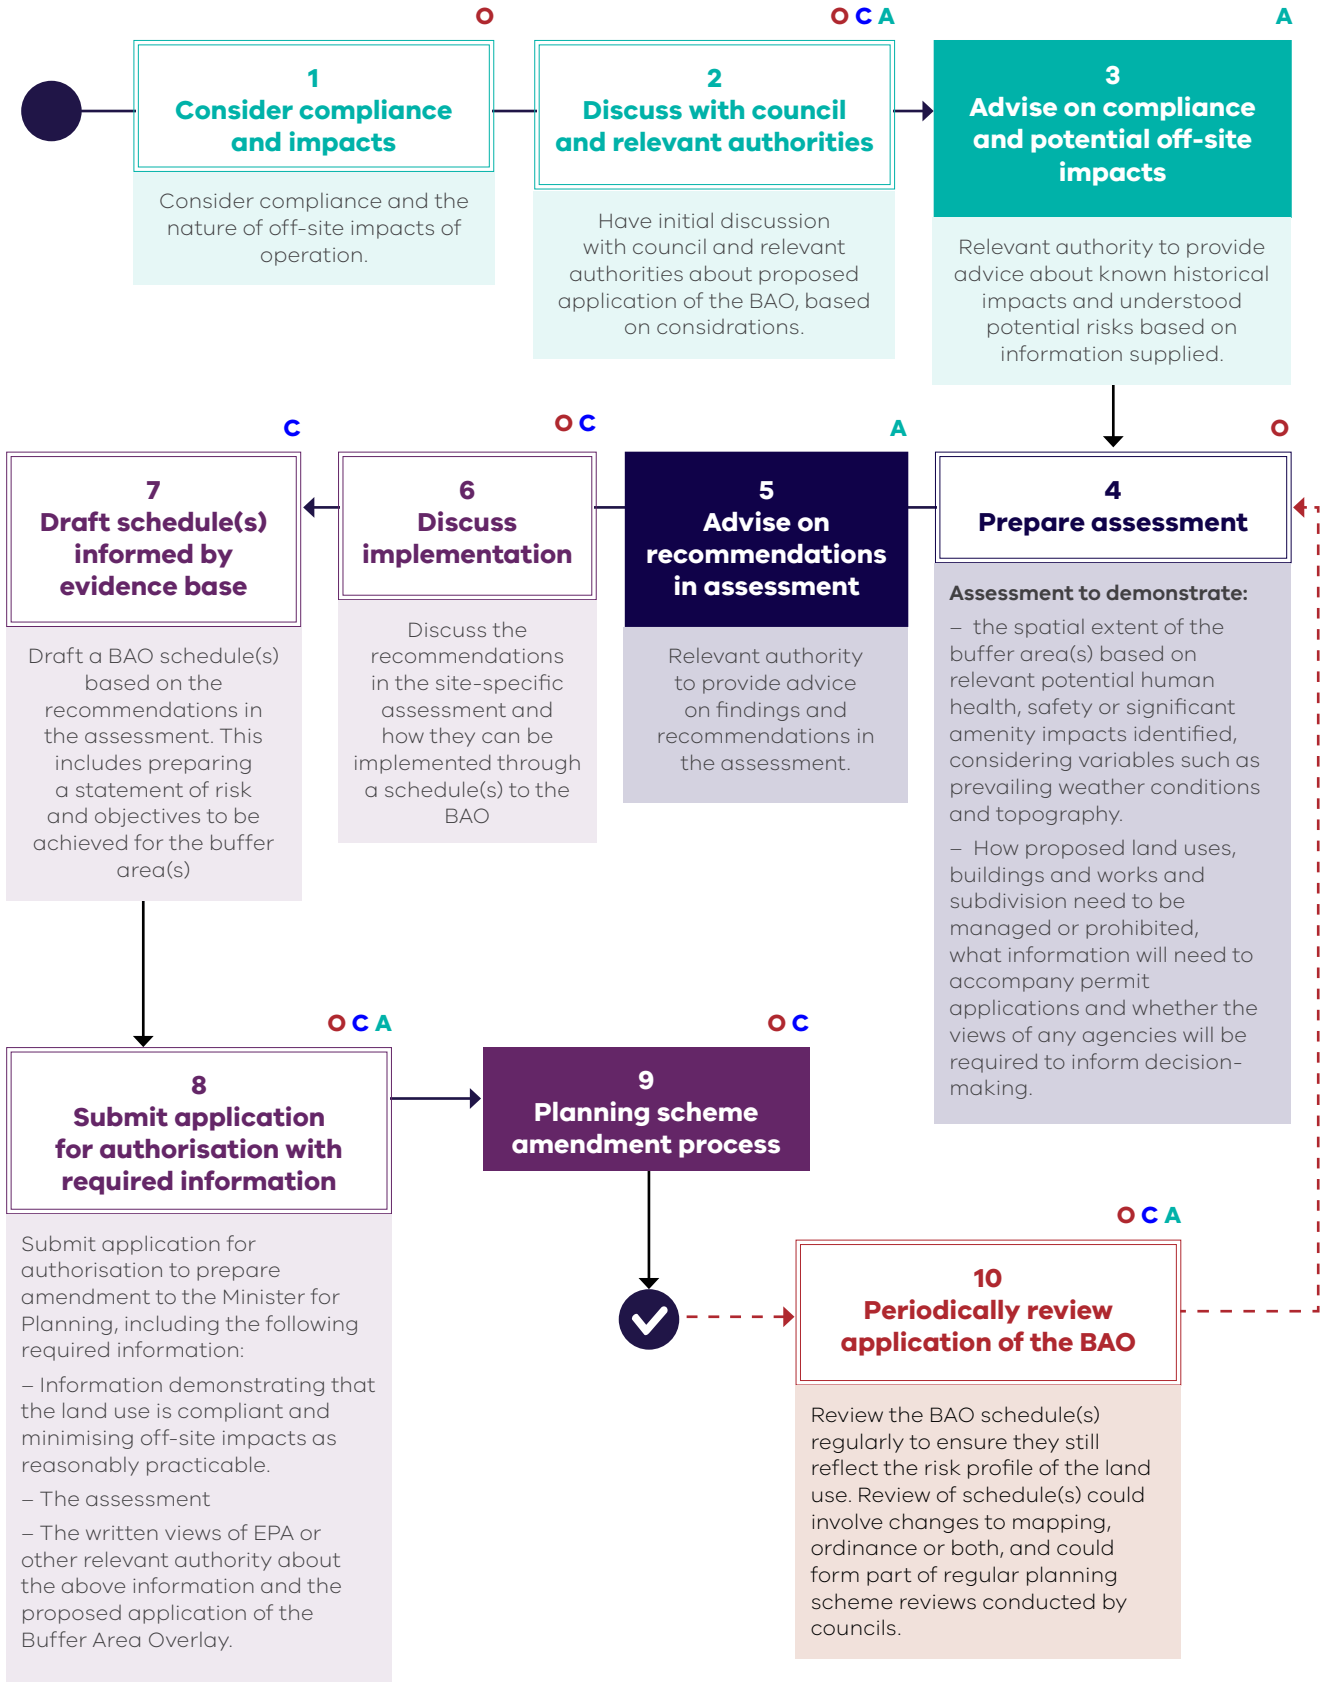 O
1
Consider compliance
and impacts
Consider compliance and the
nature of off-site impacts of
operation.
O C A
2
Discuss with council
and relevant authorities
Have initial discussion
with council and relevant
authorities about proposed
application of the BAO, based
on considrations.
A
3
Advise on compliance
and potential off-site
impacts
Relevant authority to provide
advice about known historical
impacts and understood
potential risks based on
information supplied.
O
4
Prepare assessment
Assessment to demonstrate:
– the spatial extent of the
buffer area(s) based on
relevant potential human
health, safety or significant
amenity impacts identified,
considering variables such as
prevailing weather conditions
and topography.
– How proposed land uses,
buildings and works and
subdivision need to be
managed or prohibited,
what information will need to
accompany permit
applications and whether the
views of any agencies will be
required to inform decision-
making.
A
5
Advise on
recommendations
in assessment
Relevant authority
to provide advice
on findings and
recommendations in
the assessment.
O C
6
Discuss
implementation
Discuss the
recommendations
in the site-specific
assessment and
how they can be
implemented through
a schedule(s) to the
BAO
C
7
Draft schedule(s)
informed by
evidence base
Draft a BAO schedule(s)
based on the
recommendations in
the assessment. This
includes preparing
a statement of risk
and objectives to be
achieved for the buffer
area(s)
O C A
8
Submit application
for authorisation with
required information
Submit application for
authorisation to prepare
amendment to the Minister for
Planning, including the following
required information:
– Information demonstrating that
the land use is compliant and
minimising off-site impacts as
reasonably practicable.
– The assessment
– The written views of EPA or
other relevant authority about
the above information and the
proposed application of the
Buffer Area Overlay.
O C
9
Planning scheme
amendment process
O C A
10
Periodically review
application of the BAO
Review the BAO schedule(s)
regularly to ensure they still
reflect the risk profile of the land
use. Review of schedule(s) could
involve changes to mapping,
ordinance or both, and could
form part of regular planning
scheme reviews conducted by
councils.